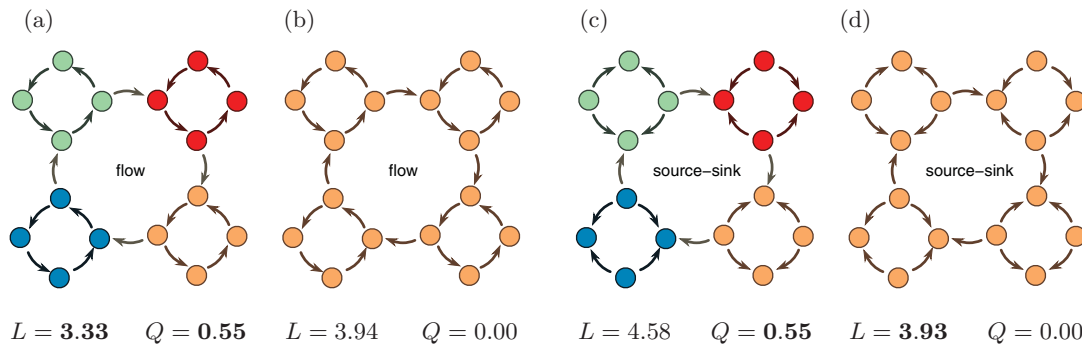 (a) (b) (c) (d)
flow flow source−sink source−sink
L = 3.33 Q = 0.55 L = 3.94 Q = 0.00 L = 4.58 Q = 0.55 L = 3.93 Q = 0.00